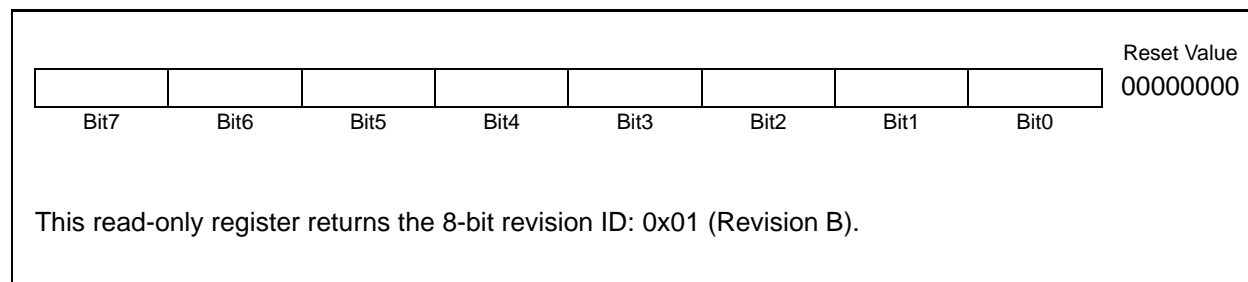 Reset Value
00000000
Bit7 Bit6 Bit5 Bit4 Bit3 Bit2 Bit1 Bit0
This read-only register returns the 8-bit revision ID: 0x01 (Revision B).